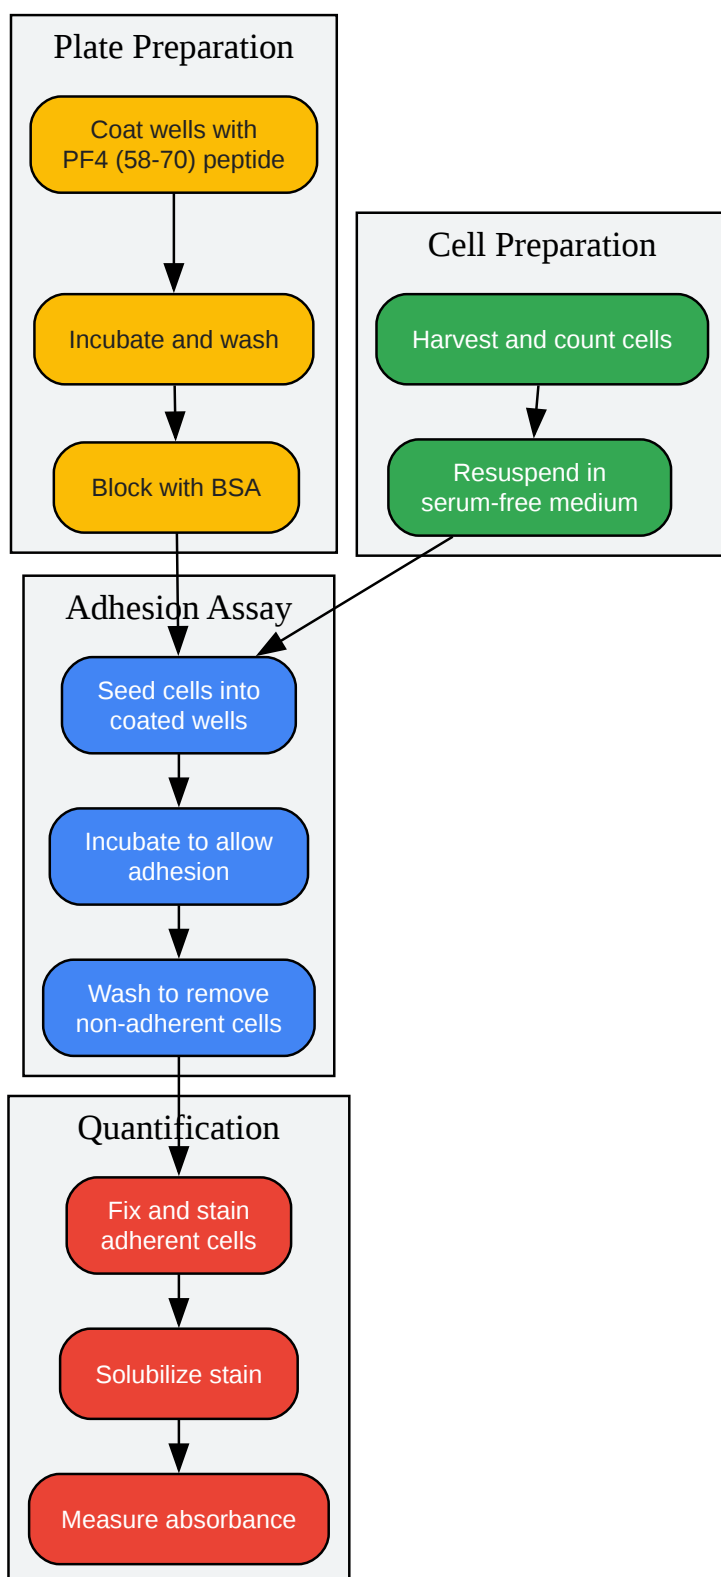 Plate Preparation
Coat wells with
PF4 (58-70) peptide
Incubate and wash
Block with BSA
Cell Preparation
Harvest and count cells
Resuspend in
serum-free medium
Adhesion Assay
Seed cells into
coated wells
Incubate to allow
adhesion
Wash to remove
non-adherent cells
Quantification
Fix and stain
adherent cells
Solubilize stain
Measure absorbance